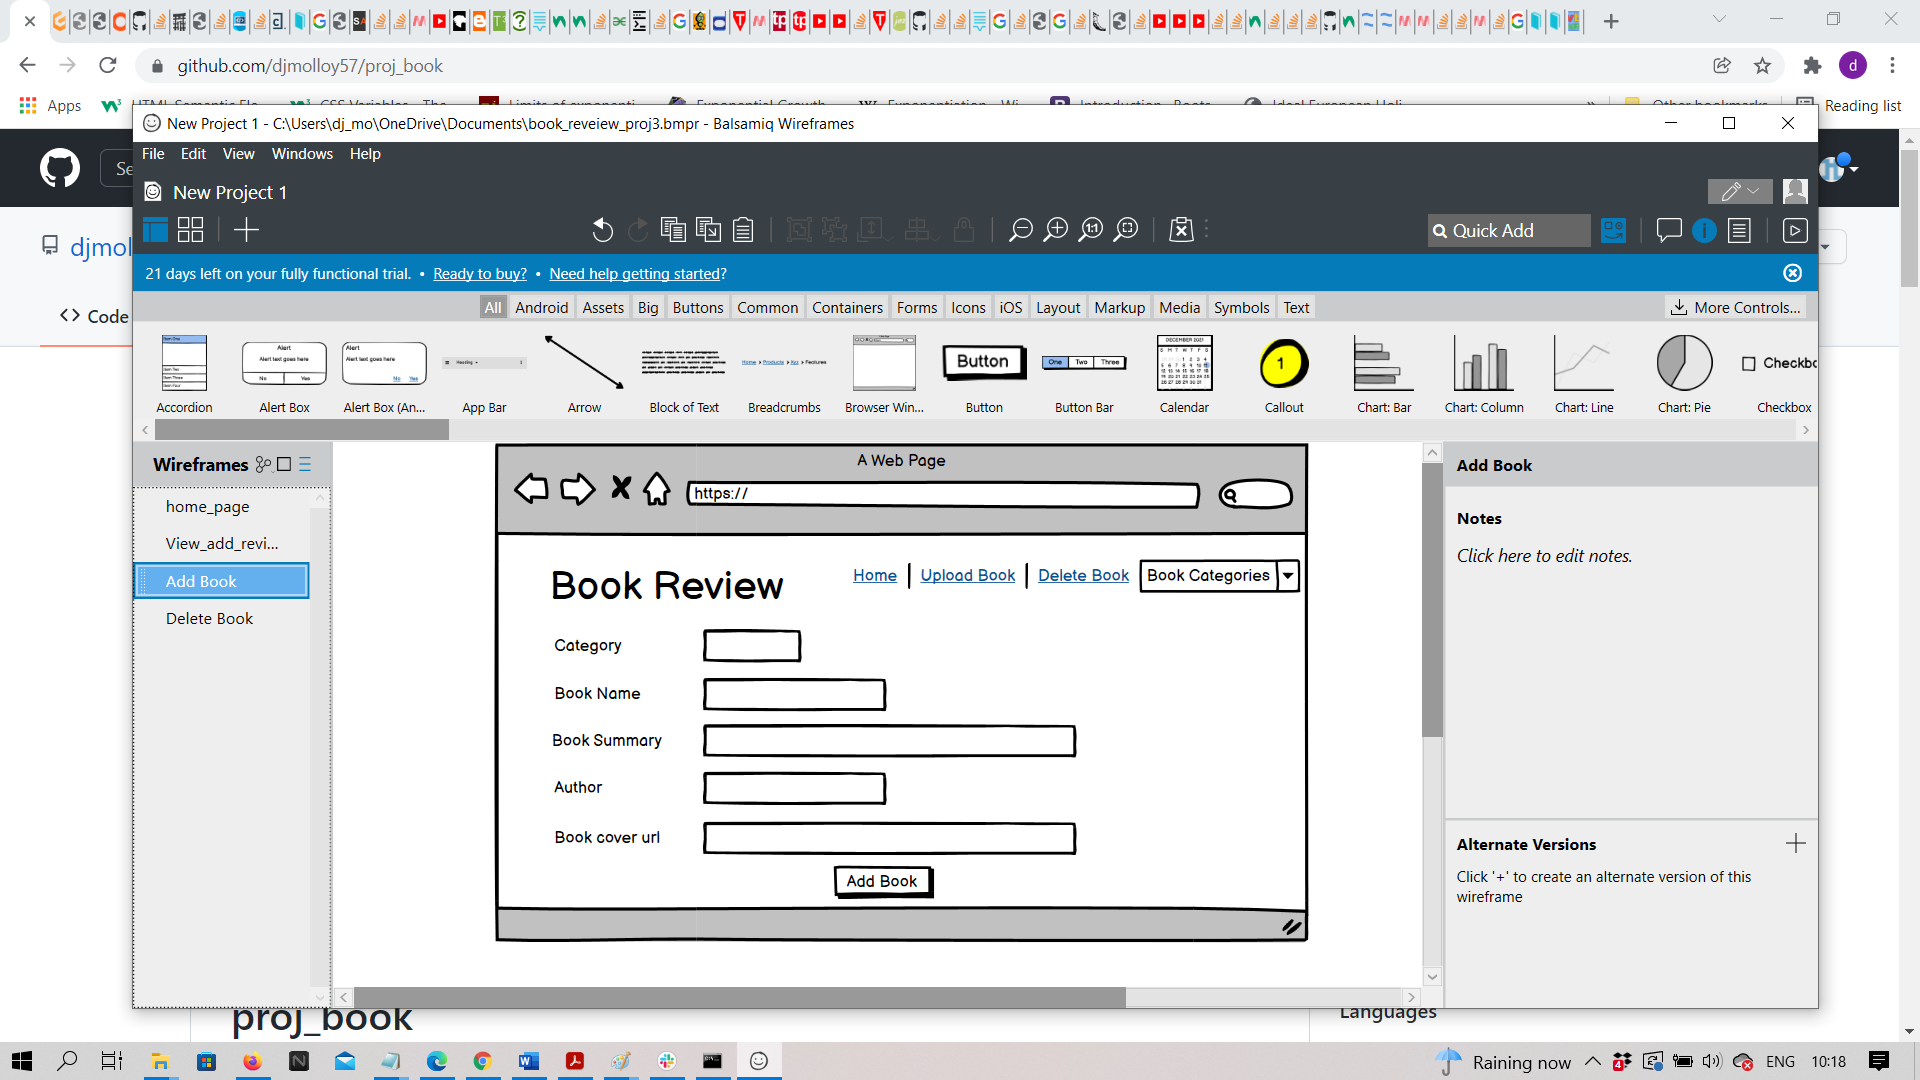 github.com/djmolloy57/proj_book
d
Apps
Reading list
New Project 1 - C:\Users\dj_mo\OneDrive\Documents\book_reveiew_proj3.bmpr - Balsamiq Wireframes
File Edit View Windows Help
Se
New Project 1
djmol
Quick Add
21 days left on your fully functional trial. • Ready to buy? • Need help getting started?
<> Code
All Android Assets Big Buttons Common Containers Forms Icons iOS Layout Markup Media Symbols Text
More Controls...
Button
One Two Three
1
Checkbo
Accordion Alert Box Alert Box (An... App Bar Arrow Block of Text Breadcrumbs Browser Win... Button Button Bar Calendar Callout Chart: Bar Chart: Column Chart: Line Chart: Pie Checkbox
Wireframes
home_page
View_add_revi...
Add Book
Delete Book
A Web Page
https://
Book Review
Home
Upload Book
Delete Book
Book Categories
Category
Book Name
Book Summary
Author
Book cover url
Add Book
Add Book
Notes
Click here to edit notes.
Alternate Versions
Click '+' to create an alternate version of this
wireframe
proj_book
Languages
Raining now
ENG
10:18